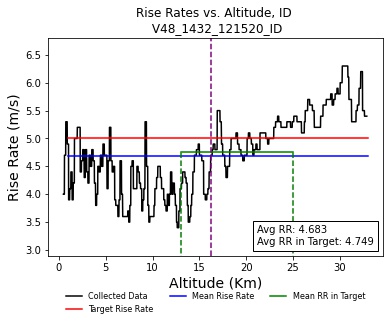 Rise Rates vs. Altitude, ID
V48_1432_121520_ID
Rise Rate (m/s)
6.5
6.0
5.5
5.0
4.5
4.0
3.5
3.0
Avg RR: 4.683
Avg RR in Target: 4.749
0 5 10 15 20 25 30
Altitude (Km)
Collected Data Mean Rise Rate Mean RR in Target
Target Rise Rate